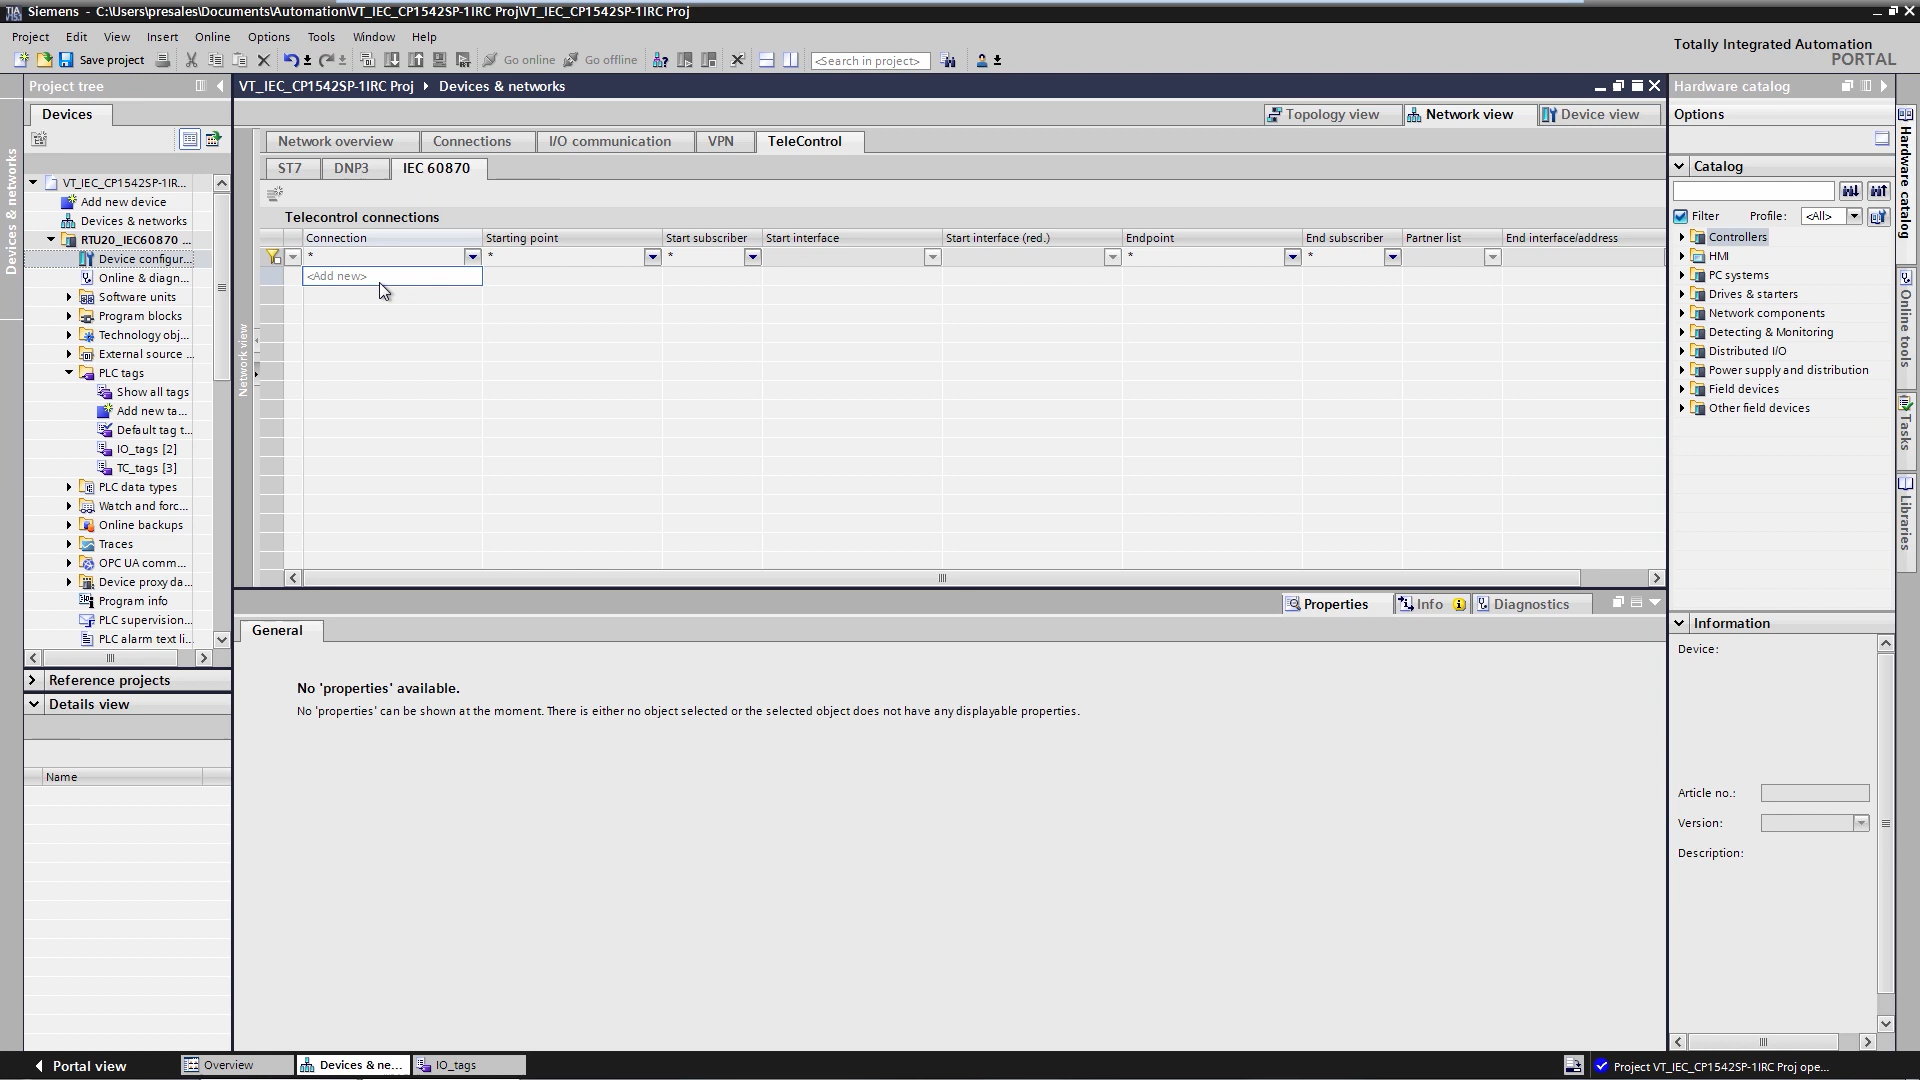 Siemens - C:\Users\presales\Documents\Automation\VT_IEC_CP1542SP-1IRC Proj\VT_IEC_CP1542SP-1IRC Proj
Project Edit View Insert Online Options Tools Window Help
Totally Integrated Automation
PORTAL
Save project
Go online
Go offline
<Search in project>
Project tree
VT_IEC_CP1542SP-1IRC Proj
Devices & networks
Hardware catalog
Devices
Topology view
Network view
Device view
Options
Network overview
Connections
I/O communication
VPN
TeleControl
ST7
DNP3
IEC 60870
Telecontrol connections
Connection
Starting point
Start subscriber
Start interface
Start interface (red.)
Endpoint
End subscriber
Partner list
End interface/address
* * * * *
<Add new>
Devices & networks
VT_IEC_CP1542SP-1IR...
Add new device
Devices & networks
RTU20_IEC60870 ...
Device configur...
Online & diagn...
Software units
Program blocks
Technology obj...
External source ...
PLC tags
Show all tags
Add new ta...
Default tag t...
IO_tags [2]
TC_tags [3]
PLC data types
Watch and forc...
Online backups
Traces
OPC UA comm...
Device proxy da...
Program info
PLC supervision...
PLC alarm text li...
Reference projects
Details view
Name
Network view
Catalog
Filter
Profile:
<All>
Controllers
HMI
PC systems
Drives & starters
Network components
Detecting & Monitoring
Distributed I/O
Power supply and distribution
Field devices
Other field devices
Hardware catalog
Online tools
Tasks
Libraries
Properties
Info
Diagnostics
General
No 'properties' available.
No 'properties' can be shown at the moment. There is either no object selected or the selected object does not have any displayable properties.
Information
Device:
Article no.:
Version:
Description:
Portal view
Overview
Devices & ne...
IO_tags
Project VT_IEC_CP1542SP-1IRC Proj ope...